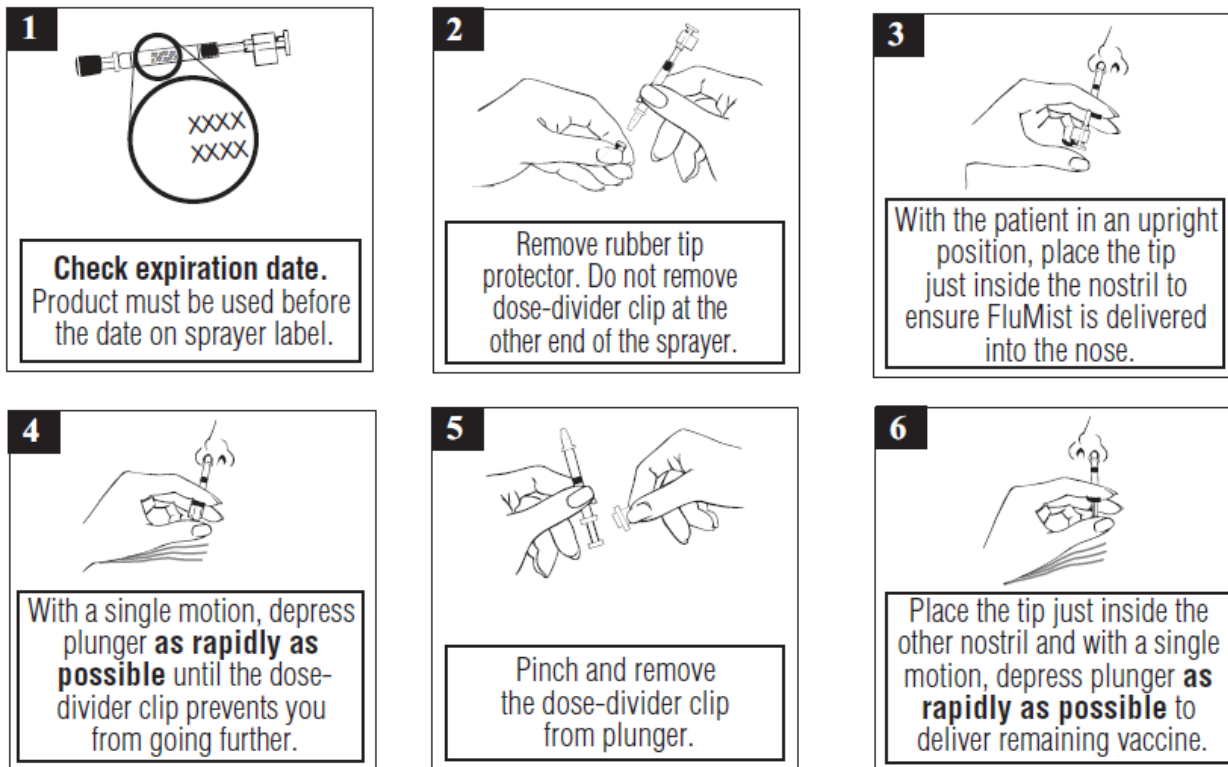 1
XXXX
XXXX
Check expiration date.
Product must be used before
the date on sprayer label.
2
Remove rubber tip
protector. Do not remove
dose-divider clip at the
other end of the sprayer.
3
With the patient in an upright
position, place the tip
just inside the nostril to
ensure FluMist is delivered
into the nose.
4
With a single motion, depress
plunger as rapidly as
possible until the dose-
divider clip prevents you
from going further.
5
Pinch and remove
the dose-divider clip
from plunger.
6
Place the tip just inside the
other nostril and with a single
motion, depress plunger as
rapidly as possible to
deliver remaining vaccine.